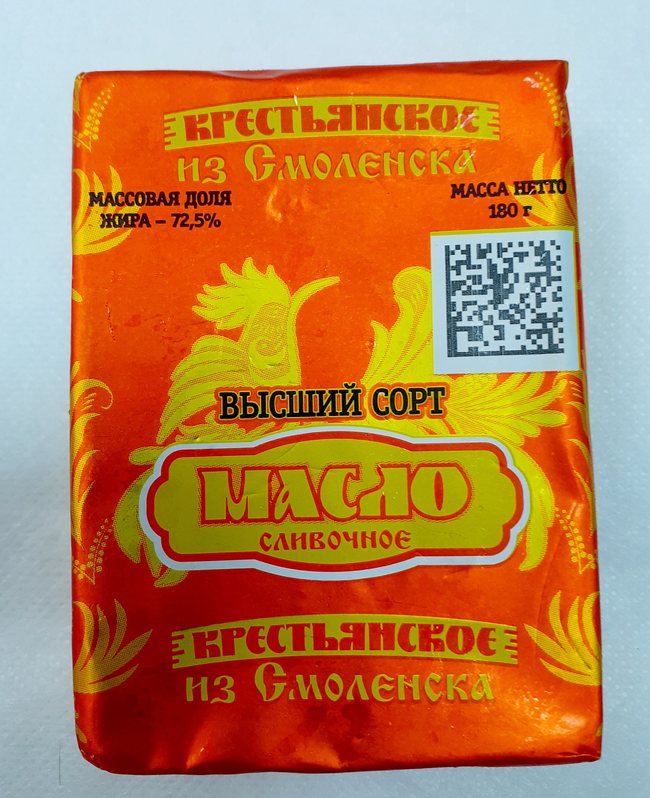 КРЕСТЬЯНСКОЕ
из Смоленска
МАССОВАЯ ДОЛЯ
ЖИРА – 72,5%
МАССА НЕТТО
180 г
ВЫСШИЙ СОРТ
МАСЛО
СЛИВОЧНОЕ
КРЕСТЬЯНСКОЕ
из Смоленска